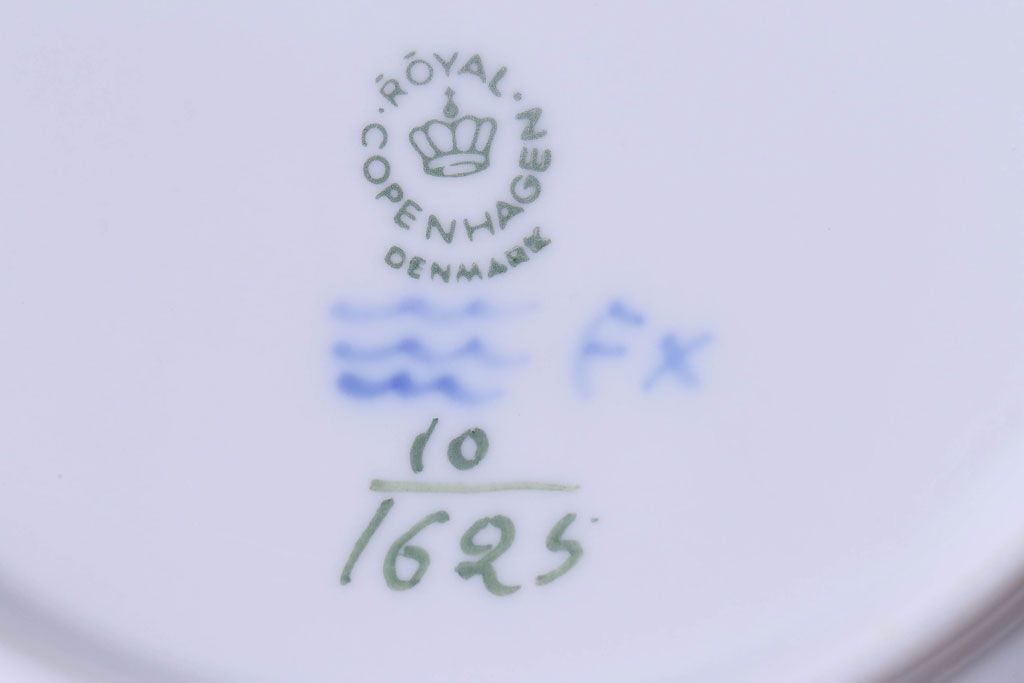 ROYAL
COPENHAGEN
DENMARK
FX
10
1625